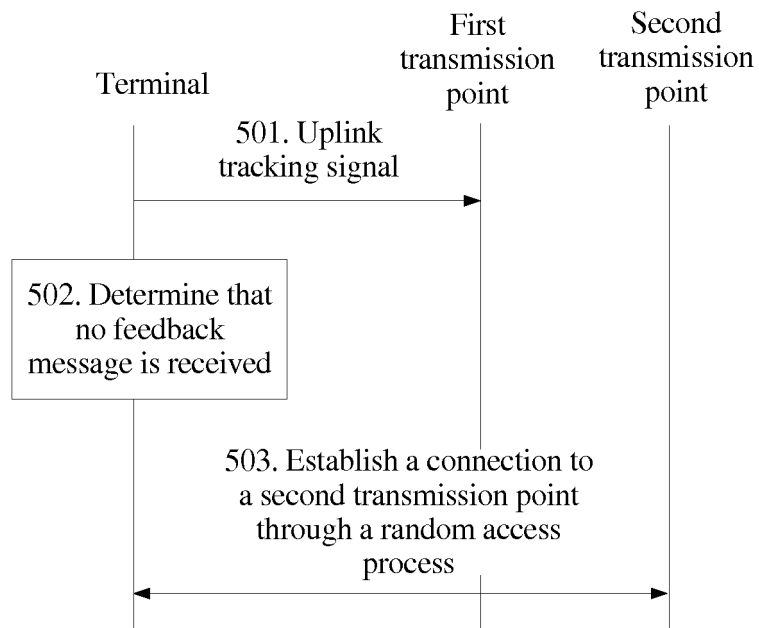 Terminal
First
transmission
point
Second
transmission
point
501. Uplink
tracking signal
502. Determine that
no feedback
message is received
503. Establish a connection to
a second transmission point
through a random access
process